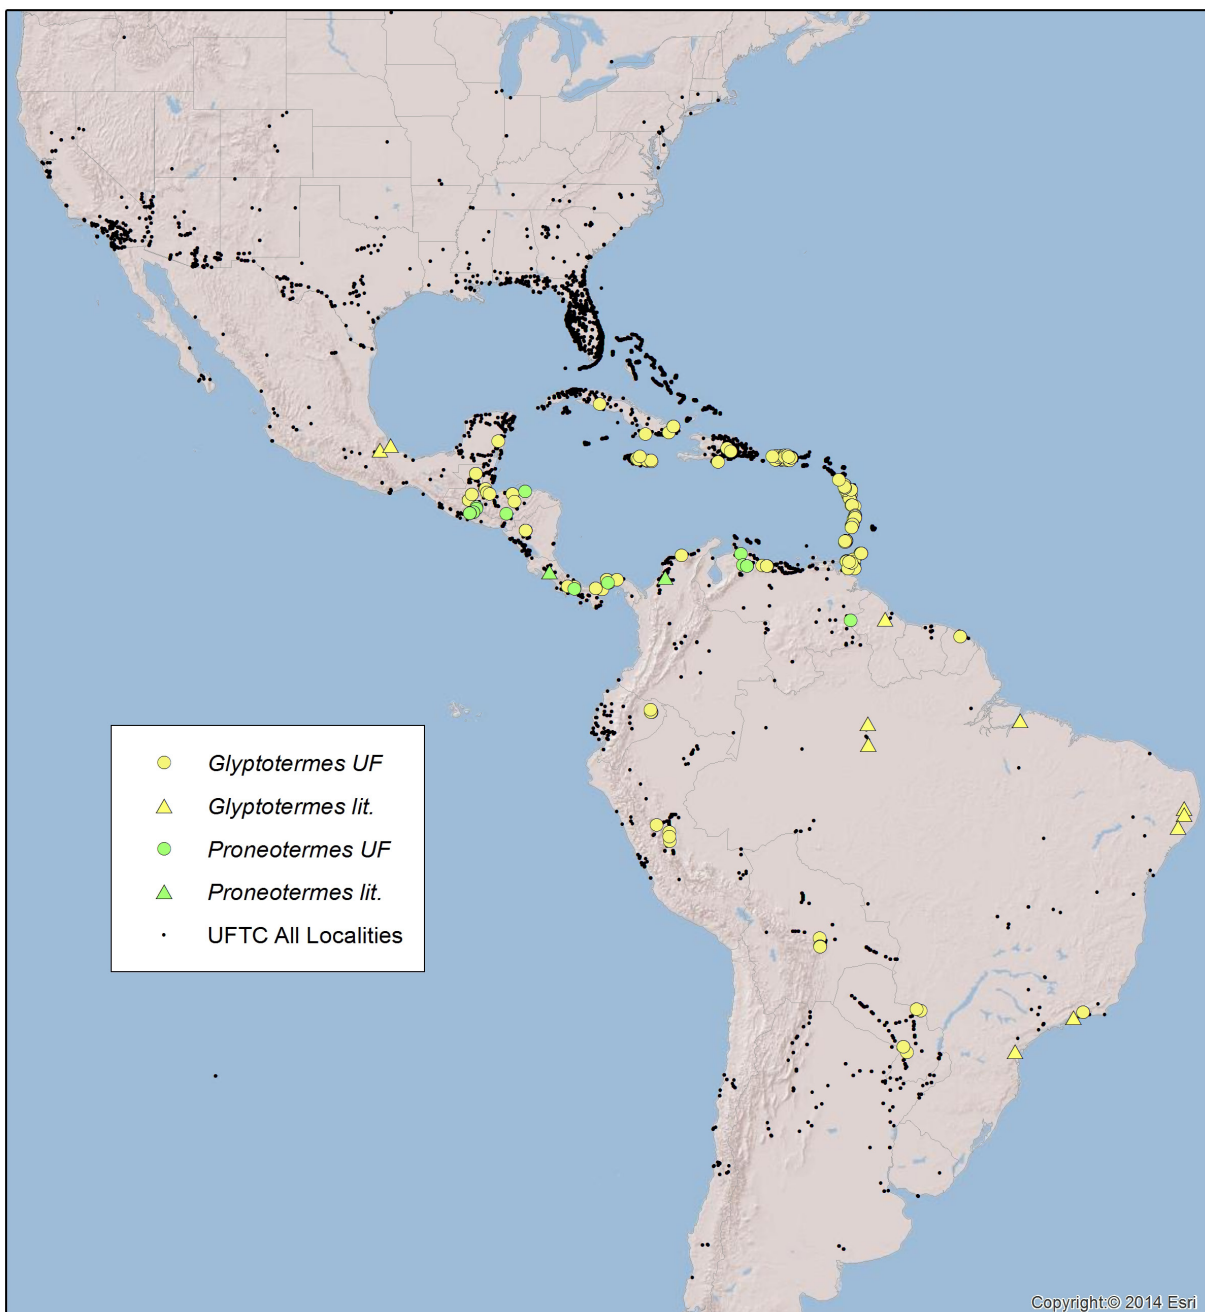 Glyptotermes UF
Glyptotermes lit.
Proneotermes UF
Proneotermes lit.
UFTC All Localities
Copyright:© 2014 Esri